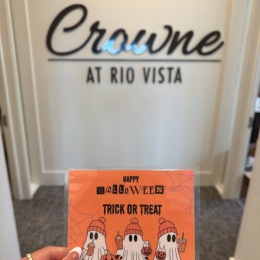 Crowne
AT RIO VISTA
HAPPY
HALLOWEEN
TRICK OR TREAT